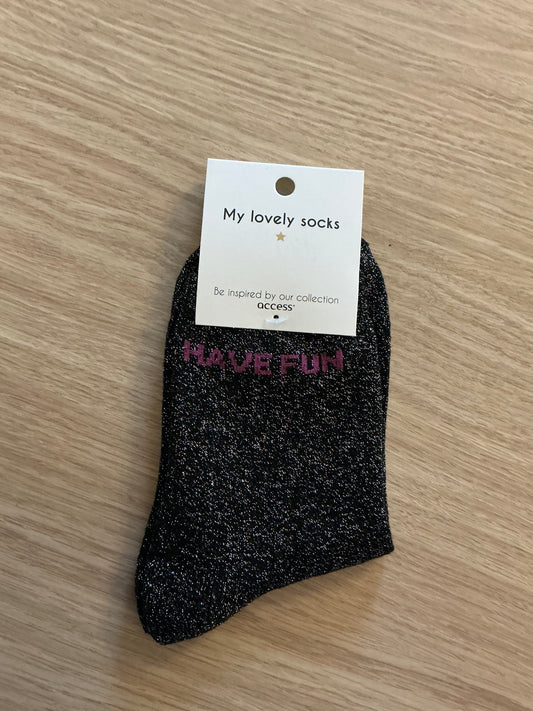 My lovely socks
Be inspired by our collection
access
HAVE FUN